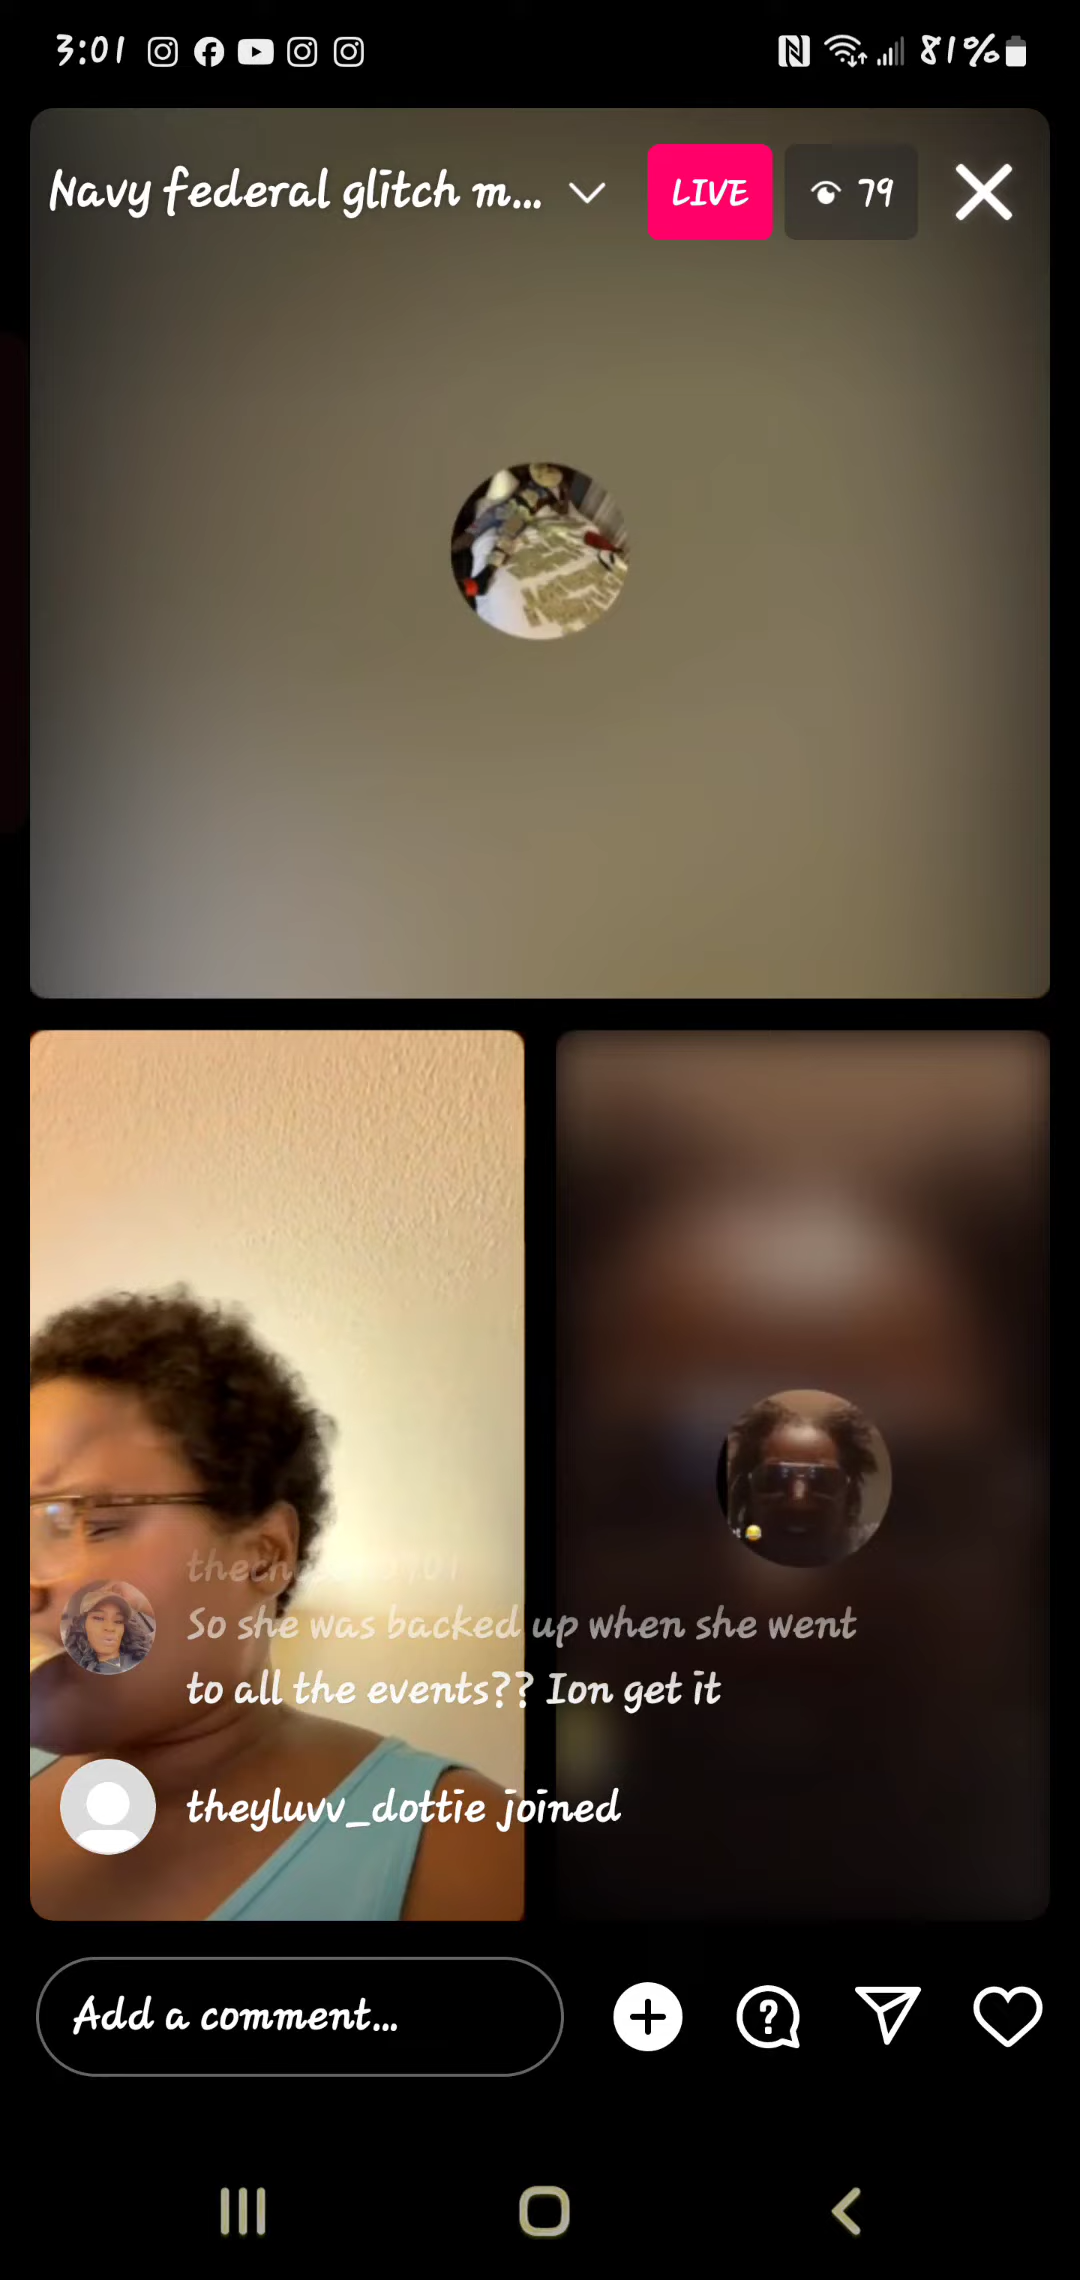 3:01 81%
Navy federal glitch m... LIVE 79
So she was backed up when she went
to all the events?? Ion get it
theyluvv_dottie joined
Add a comment...